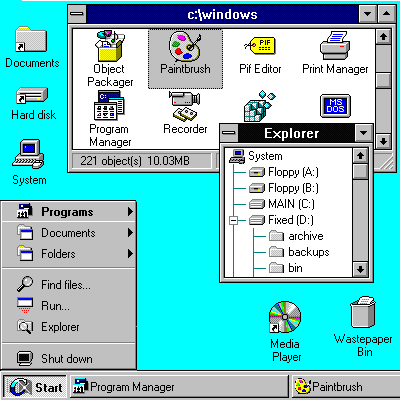 Documents
Hard disk
System
c:\windows
Object
Packager
Paintbrush
PIF
Pif Editor
Print Manager
Program
Manager
Recorder
MS
DOS
221 object(s) 10.03MB
Explorer
System
Floppy (A:)
Floppy (B:)
MAIN (C:)
Fixed (D:)
archive
backups
bin
Programs
Documents
Folders
Find files...
Run...
Explorer
Shut down
Media
Player
Wastepaper
Bin
Start
Program Manager
Paintbrush